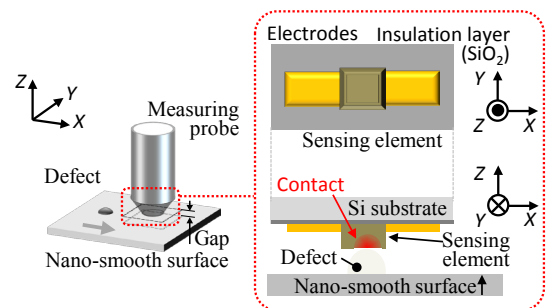 Z
Y
X
Measuring
probe
Defect
Gap
Nano-smooth surface
Electrodes
Insulation layer
(SiO₂)
Y
Z
X
Sensing element
Contact
Si substrate
Z
Y
X
Sensing
element
Defect
Nano-smooth surface